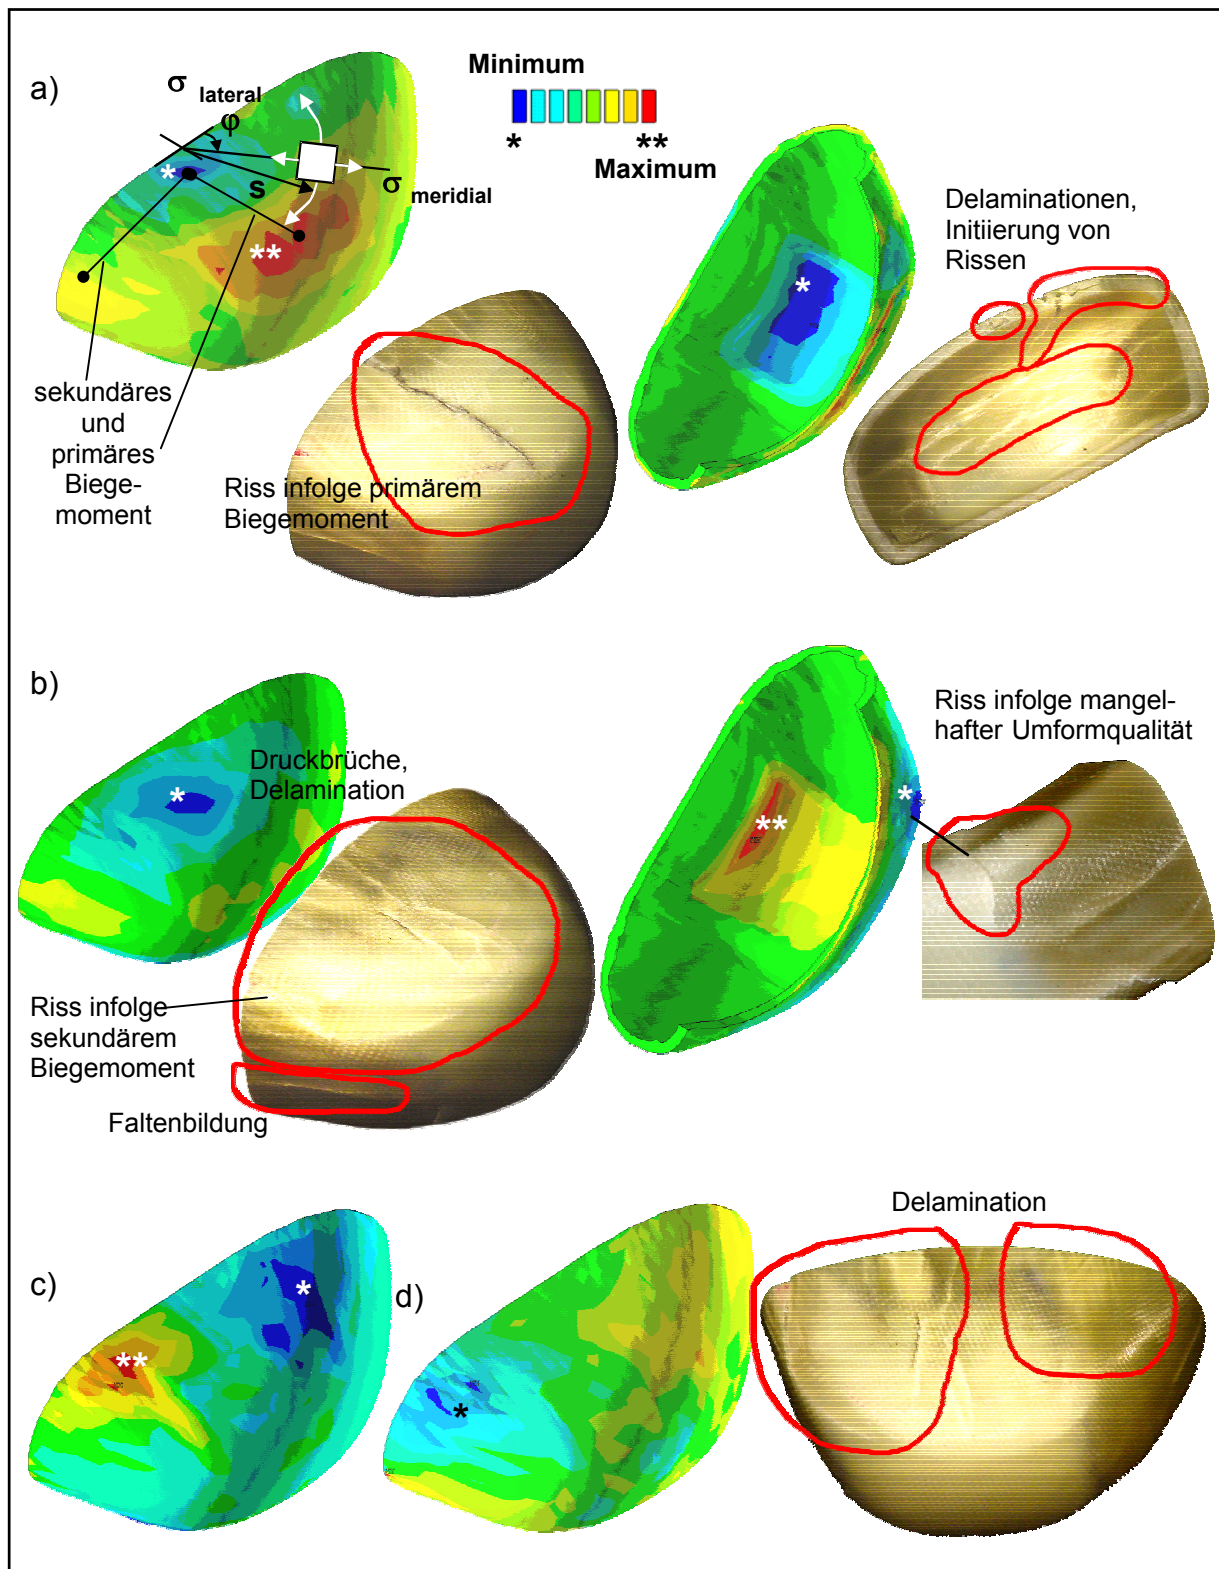 a)
σ lateral
φ
*
s
σ meridial
**
Minimum
* **
Maximum
sekundäres
und
primäres
Biege-
moment
Riss infolge primärem
Biegemoment
*
Delaminationen,
Initiierung von
Rissen
b)
*
Druckbrüche,
Delamination
Riss infolge
sekundärem
Biegemoment
Faltenbildung
**
*
Riss infolge mangel-
hafter Umformqualität
c)
**
*
d)
*
Delamination